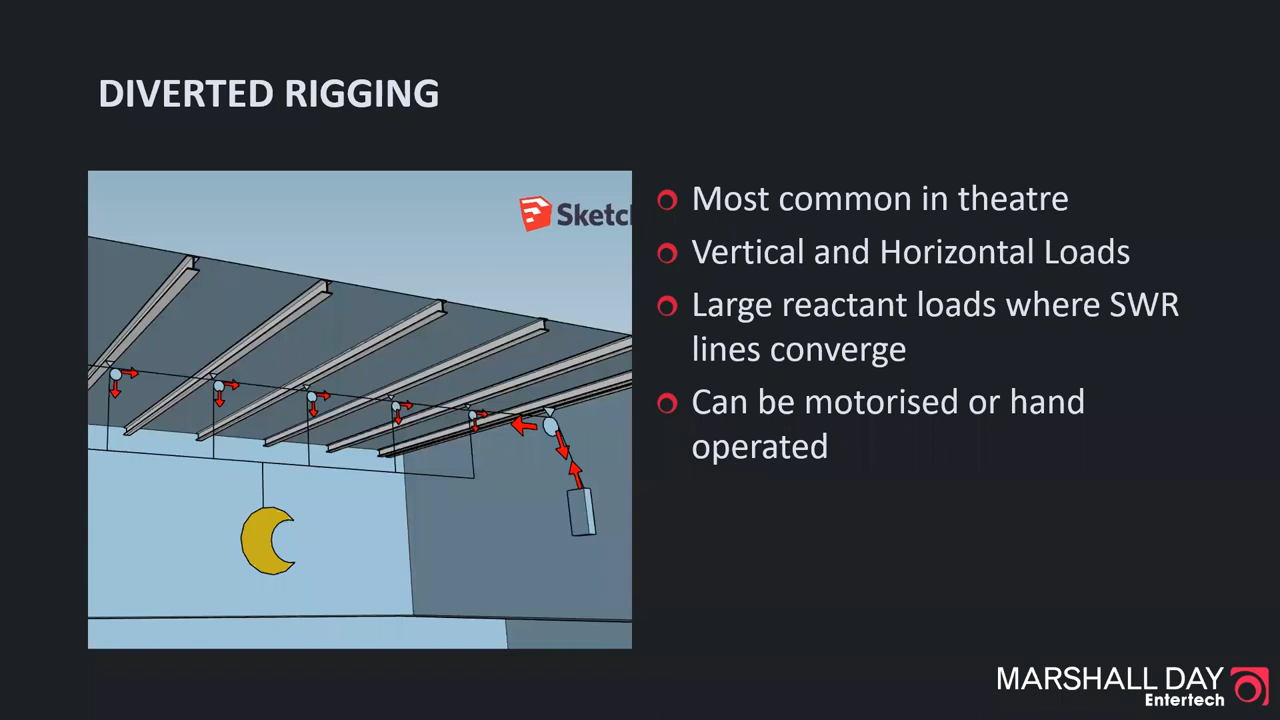 DIVERTED RIGGING
Most common in theatre
Vertical and Horizontal Loads
Large reactant loads where SWR
lines converge
Can be motorised or hand
operated
MARSHALL DAY
Entertech